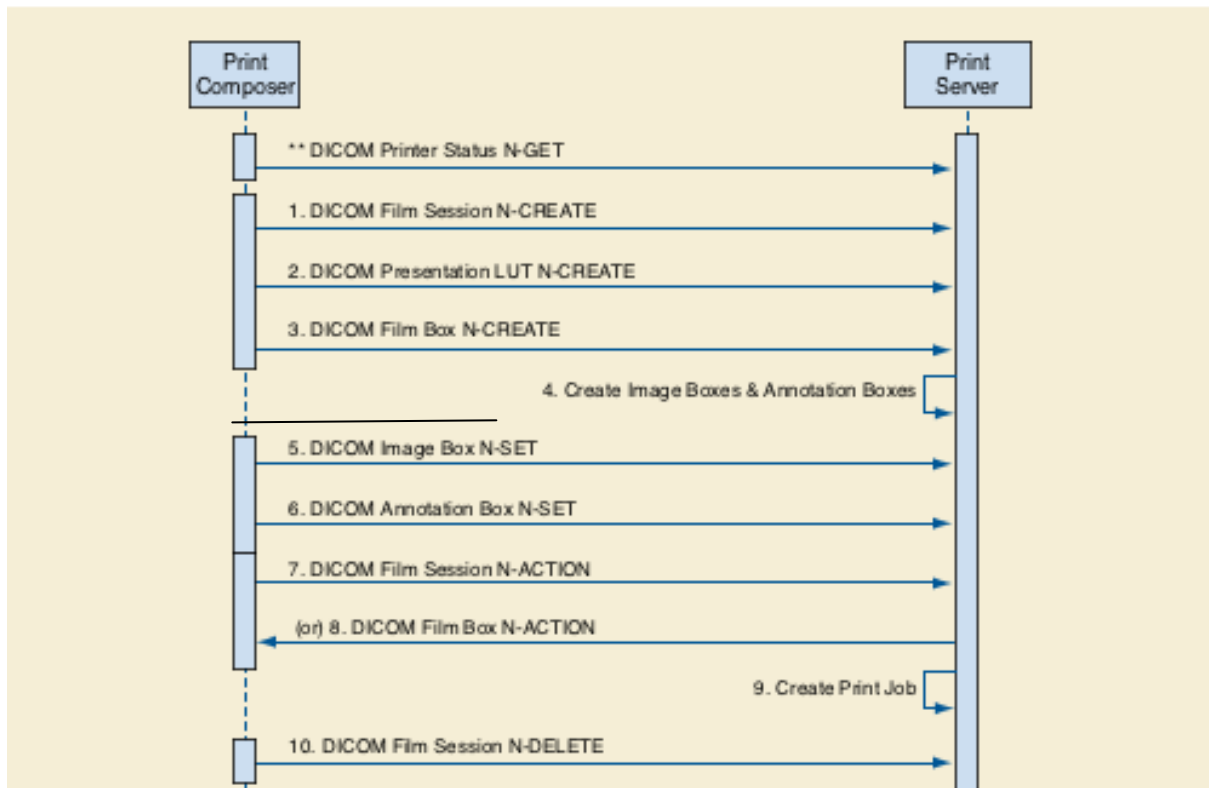 Print
Composer
Print
Server
** DICOM Printer Status N-GET
1. DICOM Film Session N-CREATE
2. DICOM Presentation LUT N-CREATE
3. DICOM Film Box N-CREATE
4. Create Image Boxes & Annotation Boxes
5. DICOM Image Box N-SET
6. DICOM Annotation Box N-SET
7. DICOM Film Session N-ACTION
(or) 8. DICOM Film Box N-ACTION
9. Create Print Job
10. DICOM Film Session N-DELETE